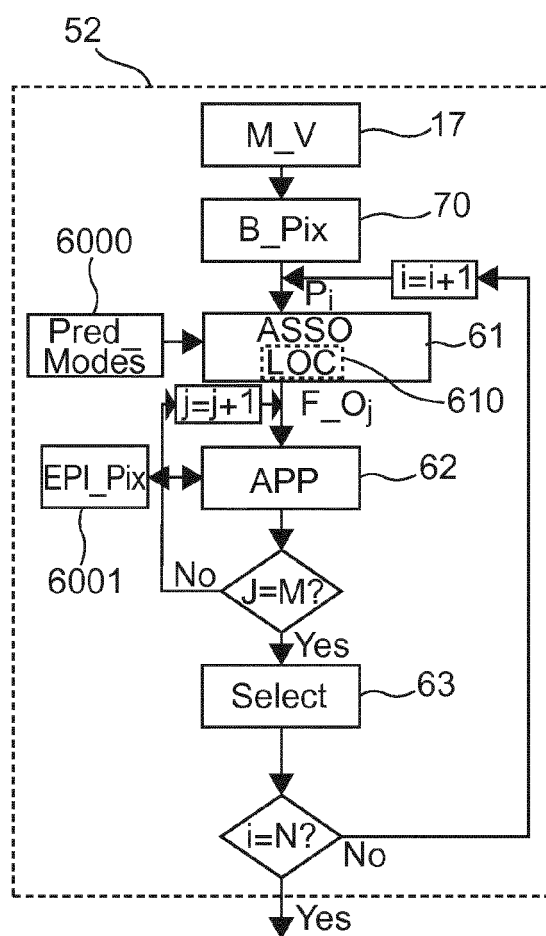 52
M_V
17
B_Pix
70
6000
i=i+1
Pi
Pred_
Modes
ASSO
LOC
61
610
j=j+1
F_Oj
EPI_Pix
APP
62
6001
No
J=M?
Yes
Select
63
i=N?
No
Yes